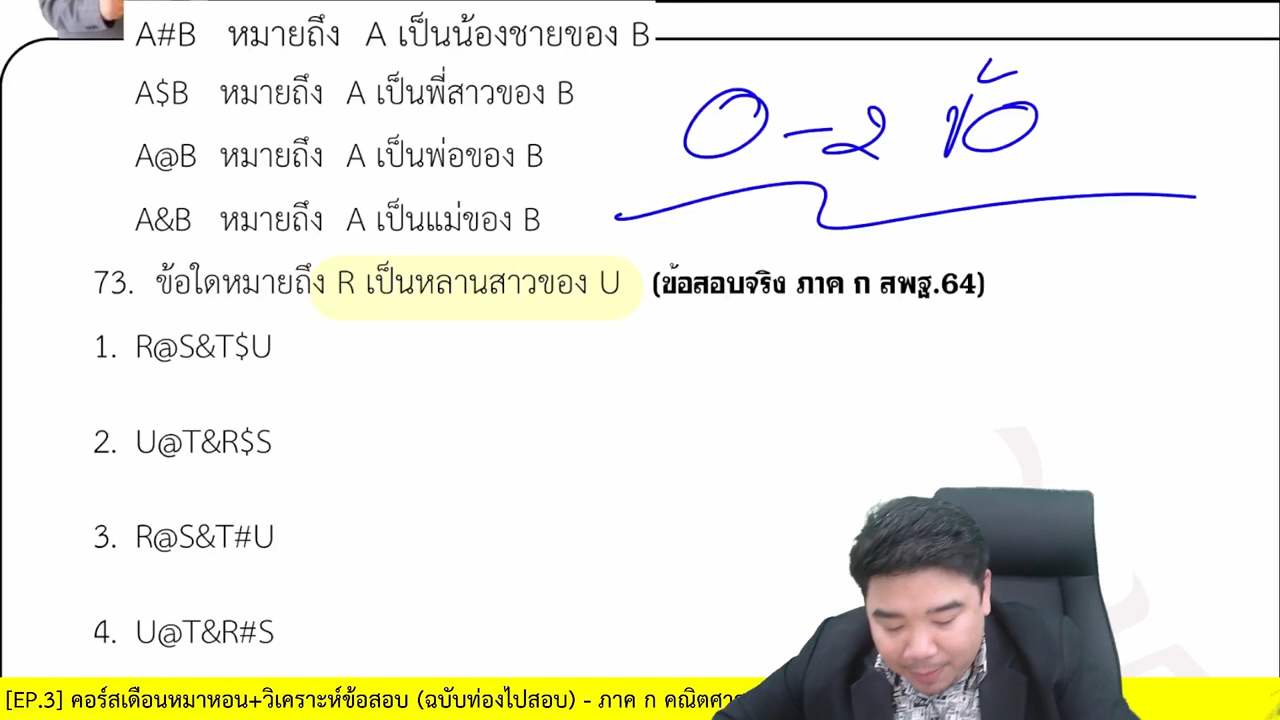 A#B หมายถึง A เป็นน้องชายของ B
A$B หมายถึง A เป็นพี่สาวของ B
A@B หมายถึง A เป็นพ่อของ B
A&B หมายถึง A เป็นแม่ของ B
0-2 ข้อ
73. ข้อใดหมายถึง R เป็นหลานสาวของ U (ข้อสอบจริง ภาค ก สพฐ.64)
1. R@S&T$U
2. U@T&R$S
3. R@S&T#U
4. U@T&R#S
[EP.3] คอร์สเดือนหมาหอน+วิเคราะห์ข้อสอบ (ฉบับท่องไปสอบ) - ภาค ก